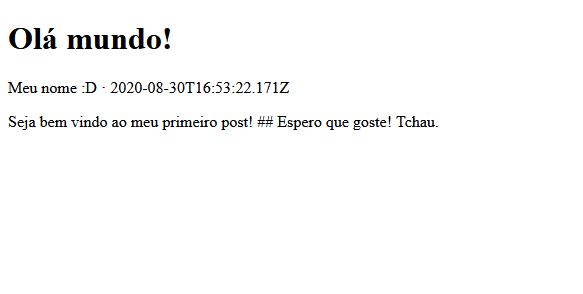 Olá mundo!
Meu nome :D · 2020-08-30T16:53:22.171Z
Seja bem vindo ao meu primeiro post! ## Espero que goste! Tchau.